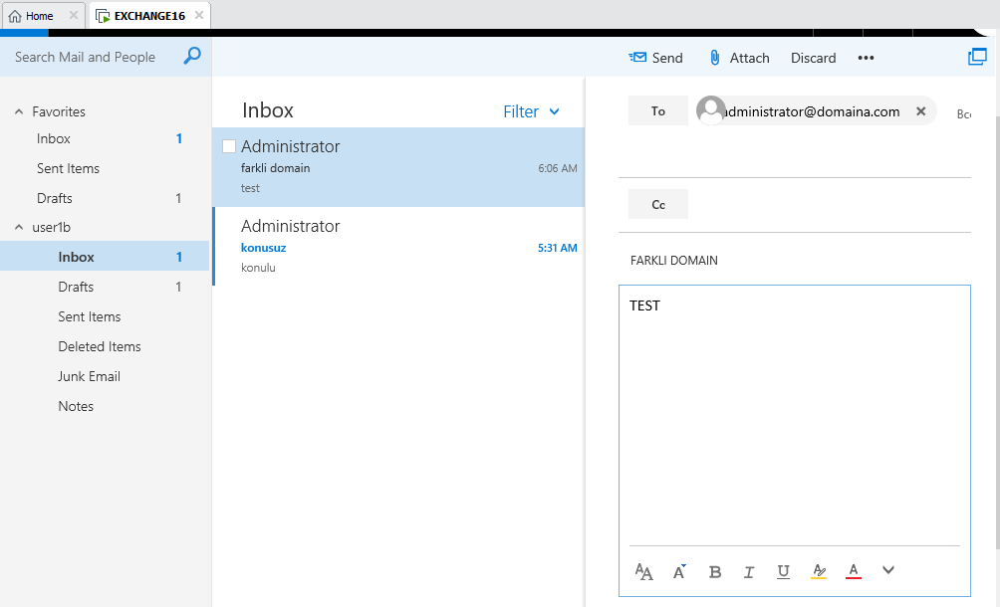 Home
EXCHANGE16
Search Mail and People
Send
Attach
Discard
Favorites
Inbox 1
Sent Items
Drafts 1
user1b
Inbox 1
Drafts 1
Sent Items
Deleted Items
Junk Email
Notes
Inbox
Filter
Administrator
farkli domain 6:06 AM
test
Administrator
konusuz 5:31 AM
konulu
To
administrator@domaina.com
Bcc
Cc
FARKLI DOMAIN
TEST
AA A B I U A A